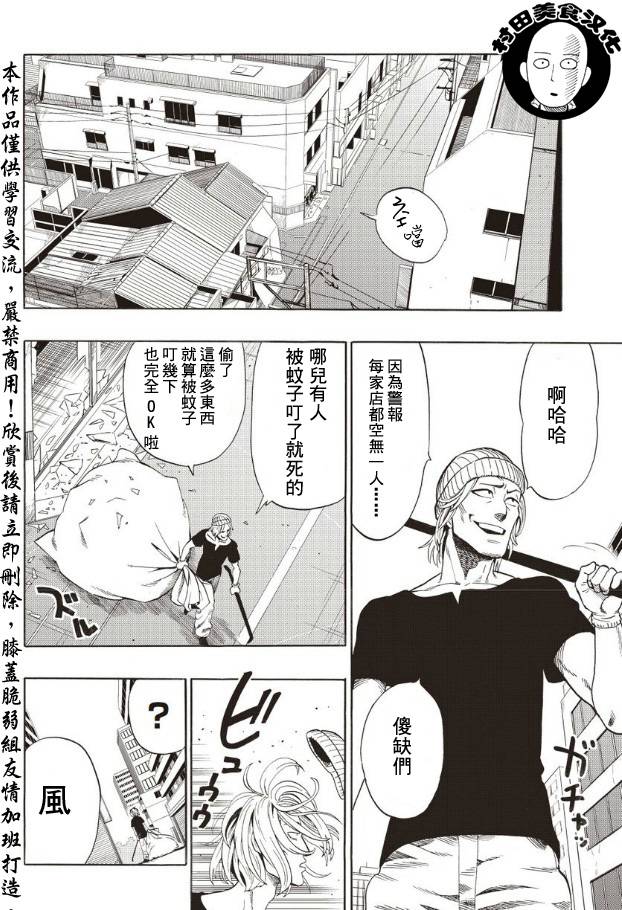 村田美食汉化
噹
啊哈哈
因為警報
每家店都空無一人……
傻缺們
ガチャッ
哪兒有人
被蚊子叮了就死的
偷了
這麼多東西
就算被蚊子
叮幾下
也完全OK啦
ズル
ビュウウ
？
風
本作品僅供學習交流，嚴禁商用！欣賞後請立即刪除，膝蓋脆弱組友情加班打造